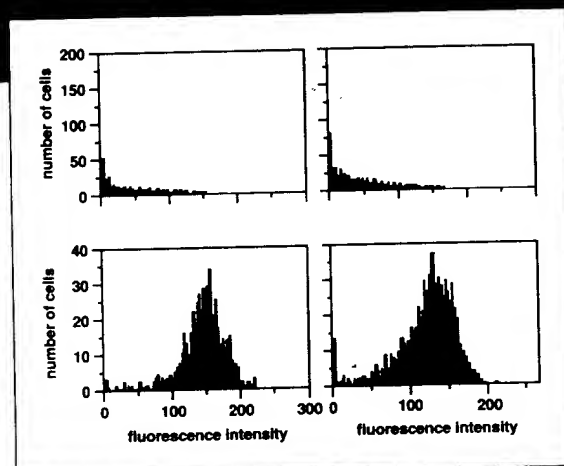 number of cells
200
150
100
50
0
number of cells
40
30
20
10
0
0 100 200 300
0 100 200
fluorescence intensity
fluorescence intensity